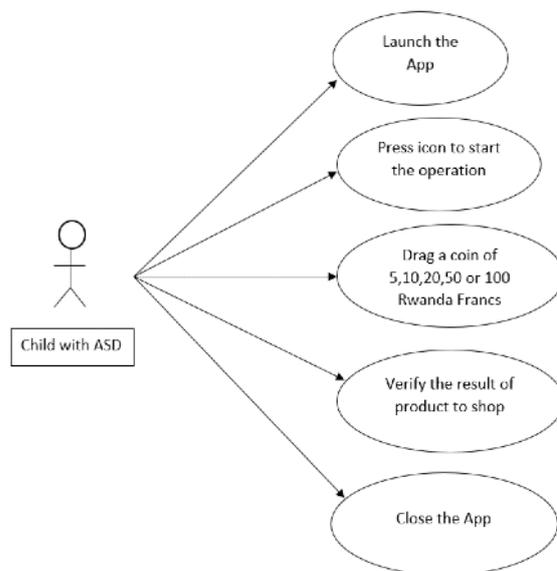 Launch the
App
Press icon to start
the operation
Drag a coin of
5,10,20,50 or 100
Rwanda Francs
Child with ASD
Verify the result of
product to shop
Close the App